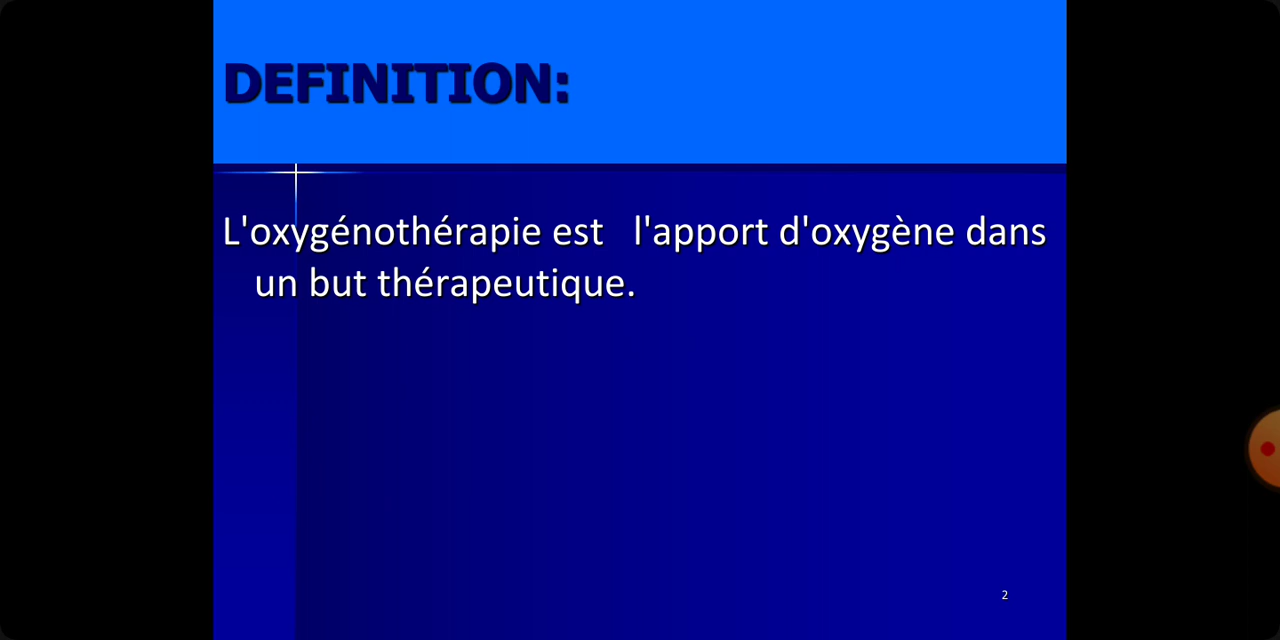 DEFINITION:
L'oxygénothérapie est l'apport d'oxygène dans
un but thérapeutique.
2